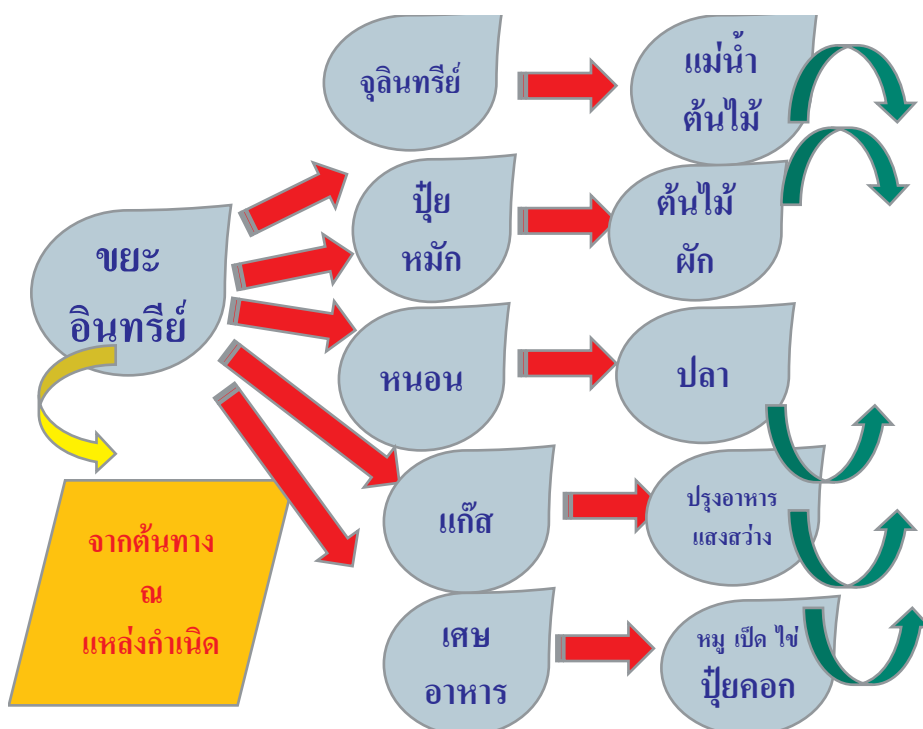 จุลินทรีย์
แม่น้ำ
ต้นไม้
ขยะ
อินทรีย์
ปุ๋ย
หมัก
ต้นไม้
ผัก
หนอน
ปลา
แก๊ส
ปรุงอาหาร
แสงสว่าง
เศษ
อาหาร
หมู เป็ด ไข่
ปุ๋ยคอก
จากต้นทาง
ณ
แหล่งกำเนิด